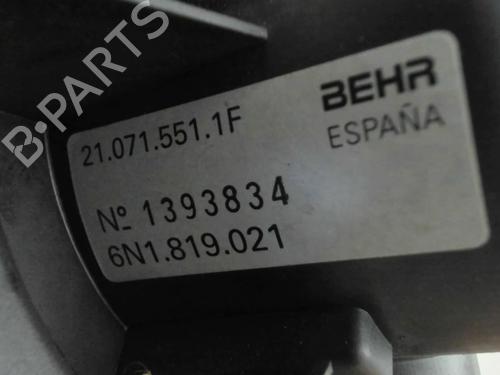 B-PARTS
BEHR
21.071.551.1F
ESPAÑA
Nº 1393834
6N1.819.021